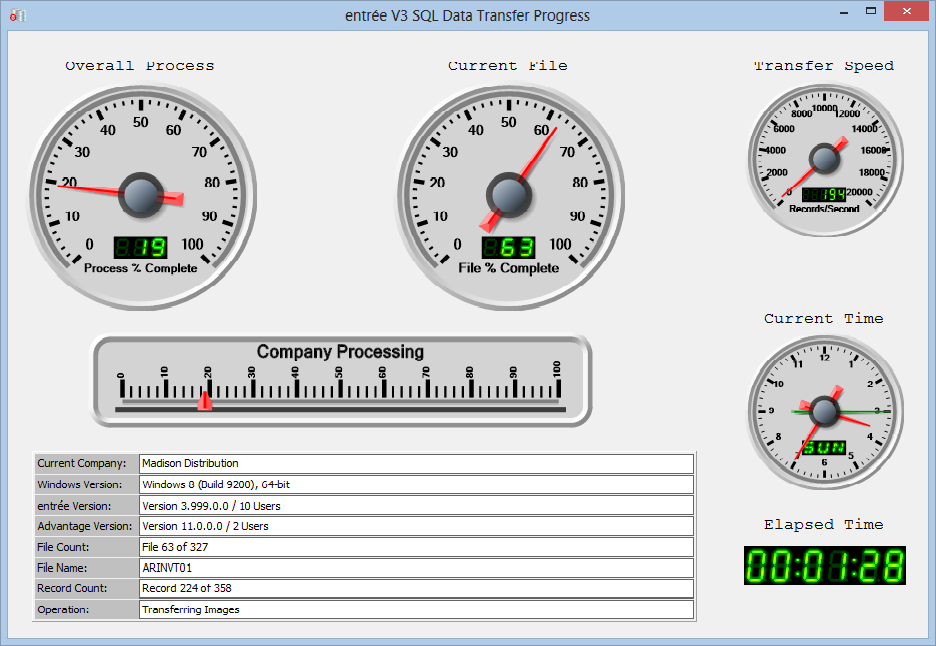 entrée V3 SQL Data Transfer Progress
Overall Process
Current File
Transfer Speed
0 10 20 30 40 50 60 70 80 90 100
19
Process % Complete
0 10 20 30 40 50 60 70 80 90 100
63
File % Complete
0 2000 4000 6000 8000 10000 12000 14000 16000 18000 20000
194
Records/Second
Company Processing
0 10 20 30 40 50 60 70 80 90 100
Current Time
12 1 2 3 4 5 6 7 8 9 10 11
SUN
Elapsed Time
00:01:28
Current Company: Madison Distribution
Windows Version: Windows 8 (Build 9200), 64-bit
entrée Version: Version 3.999.0.0 / 10 Users
Advantage Version: Version 11.0.0.0 / 2 Users
File Count: File 63 of 327
File Name: ARINVT01
Record Count: Record 224 of 358
Operation: Transferring Images